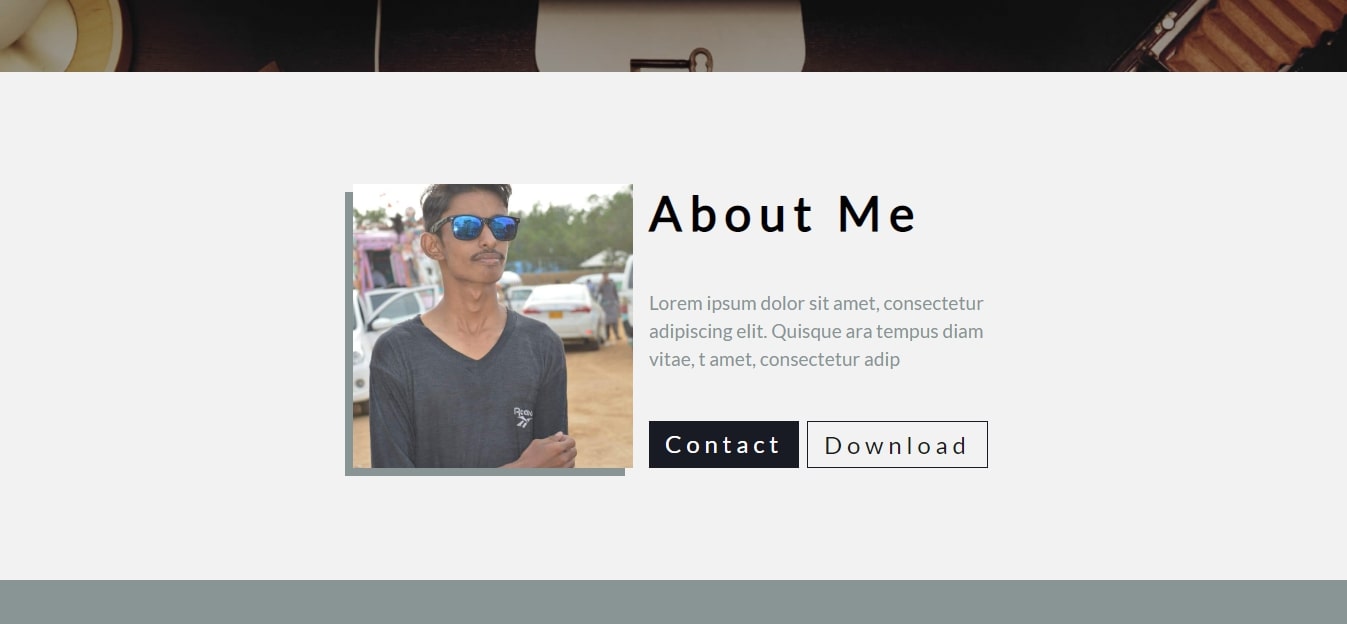 About Me
Lorem ipsum dolor sit amet, consectetur
adipiscing elit. Quisque ara tempus diam
vitae, t amet, consectetur adip
Contact
Download